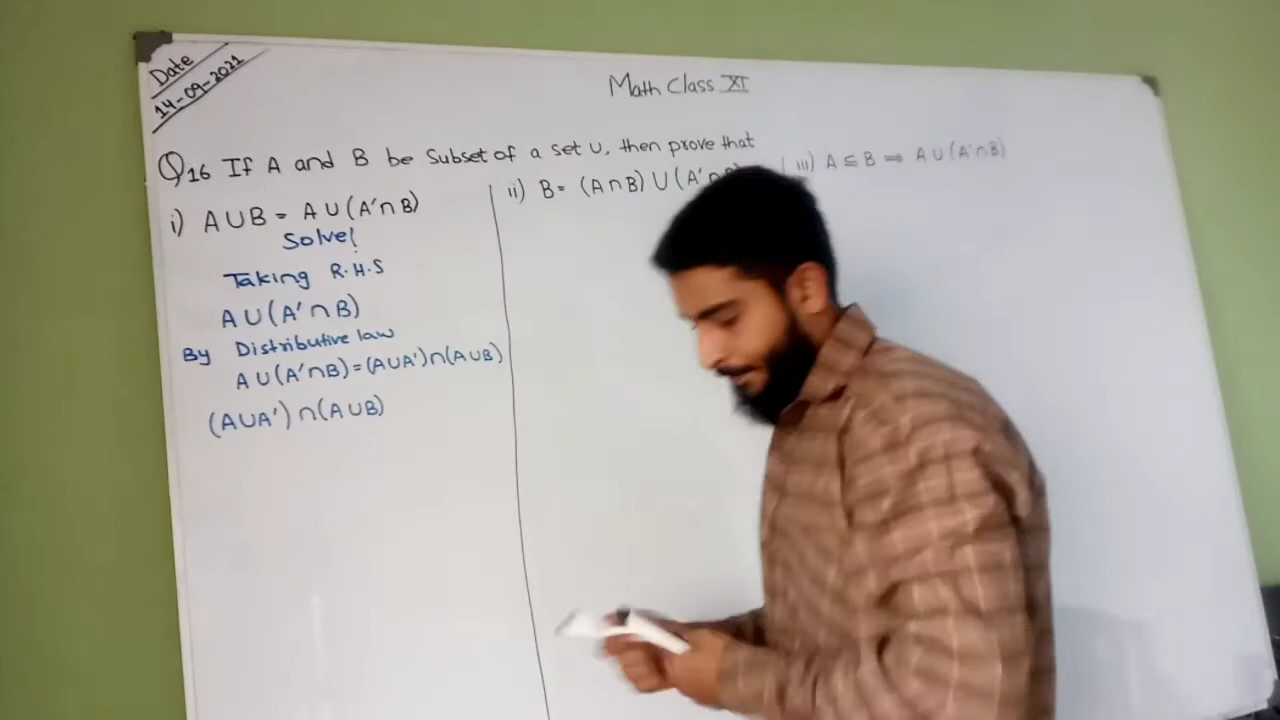 Date
14-09-2021
Math Class XI
Q16 If A and B be Subset of a set U, then prove that
i) A∪B = A∪(A'∩B)
Solve!
Taking R.H.S
A∪(A'∩B)
By Distributive law
A∪(A'∩B)=(A∪A')∩(A∪B)
(A∪A')∩(A∪B)
ii) B= (A∩B)∪(A'∩
iii) A⊆B ⟹ A∪(A'∩B)